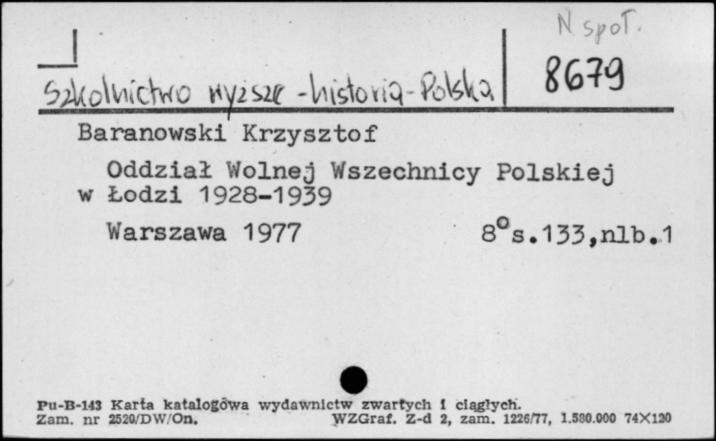 N społ.
Szkolnictwo wyższe - historia - Polska
8679
Baranowski Krzysztof
Oddział Wolnej Wszechnicy Polskiej
w Łodzi 1928-1939
Warszawa 1977 8° s.133,nlb.1
Pu-B-143 Karta katalogowa wydawnictw zwartych i ciągłych.
Zam. nr 2520/DW/On. WZGraf. Z-d 2, zam. 1226/77, 1.580.000 74X120